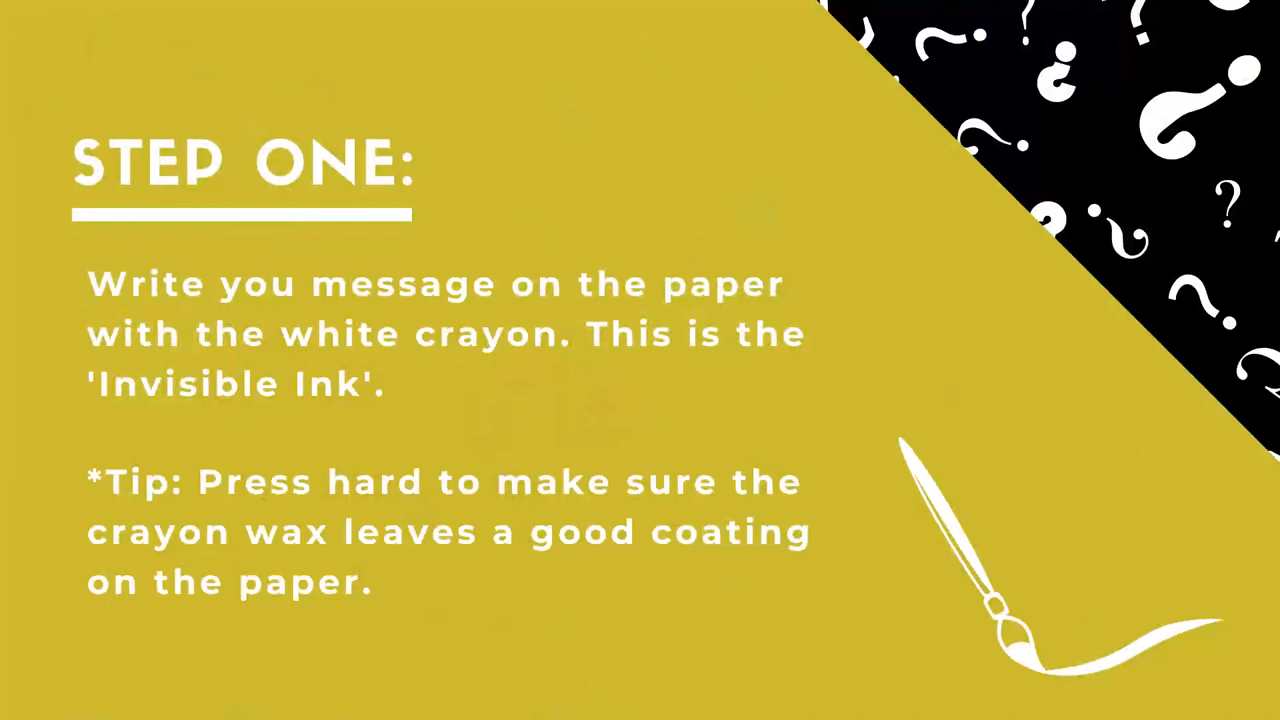 STEP ONE:
Write you message on the paper
with the white crayon. This is the
'Invisible Ink'.
*Tip: Press hard to make sure the
crayon wax leaves a good coating
on the paper.